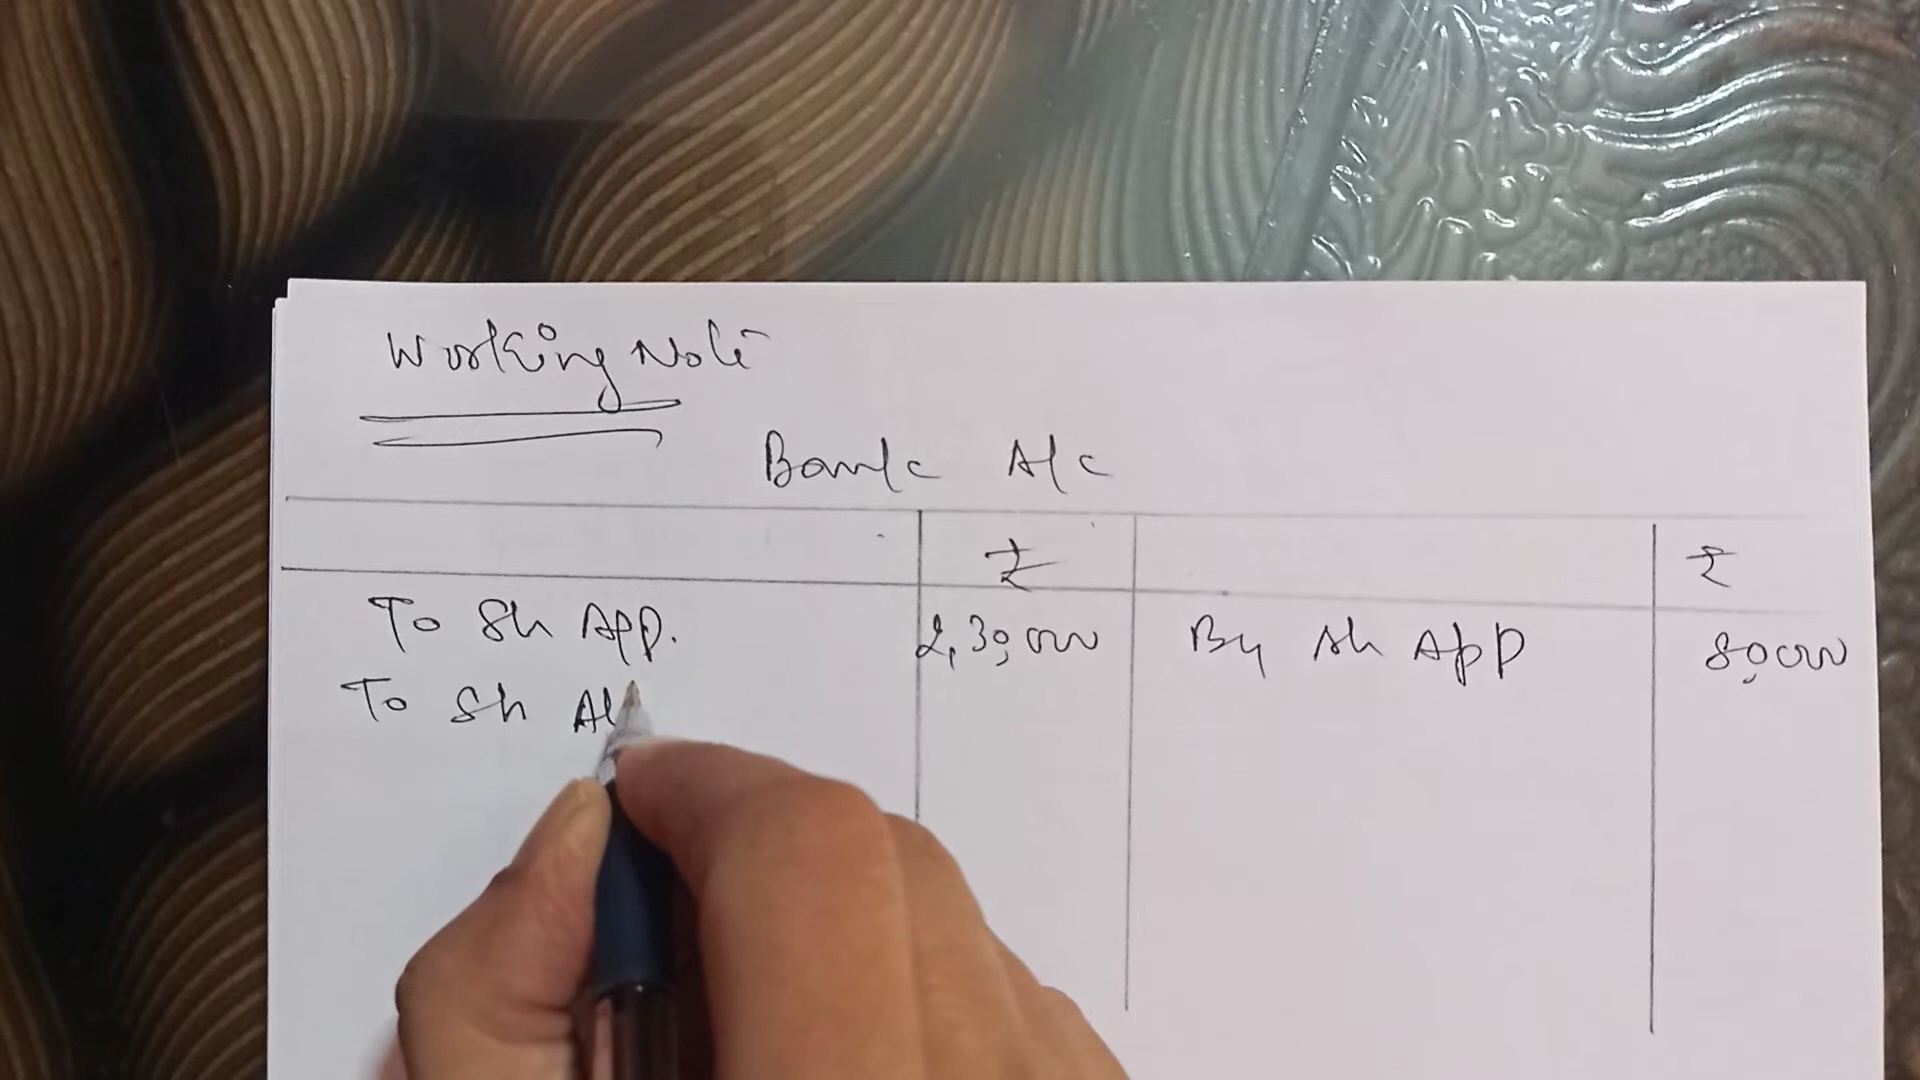 Working Note
Bank A/c
₹ ₹
To Sh App. 2,30,000 By sh App 80,000
To Sh Al